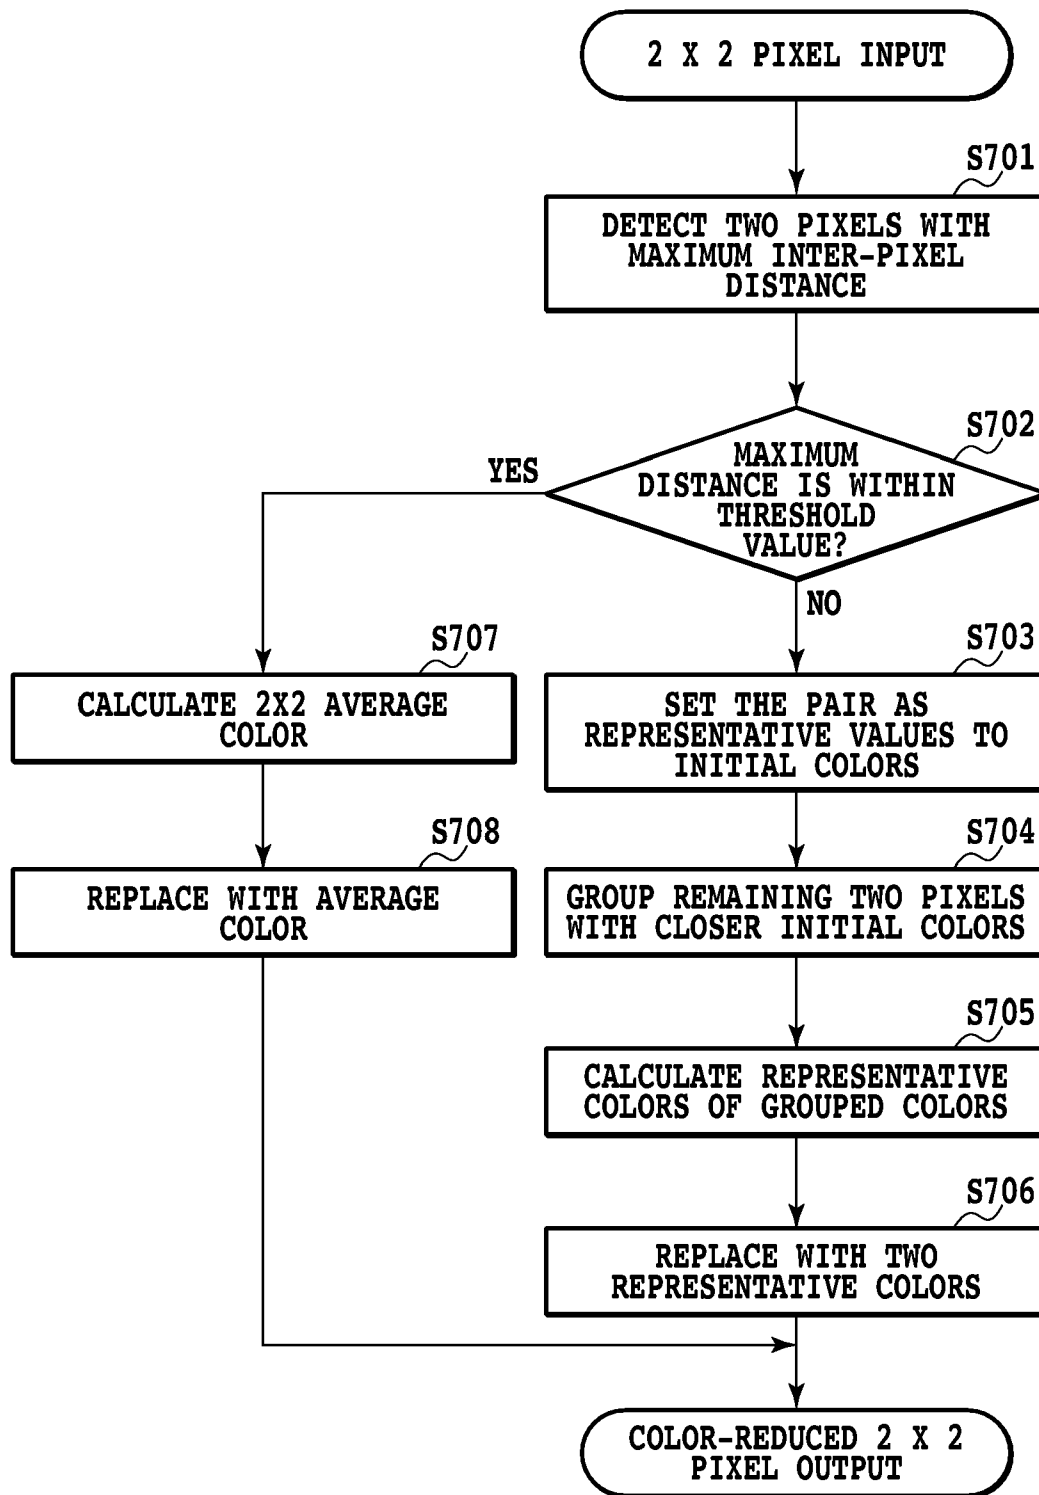 2 X 2 PIXEL INPUT
S701
DETECT TWO PIXELS WITH
MAXIMUM INTER-PIXEL
DISTANCE
S702
MAXIMUM
DISTANCE IS WITHIN
THRESHOLD
VALUE?
YES
NO
S707
CALCULATE 2X2 AVERAGE
COLOR
S703
SET THE PAIR AS
REPRESENTATIVE VALUES TO
INITIAL COLORS
S708
REPLACE WITH AVERAGE
COLOR
S704
GROUP REMAINING TWO PIXELS
WITH CLOSER INITIAL COLORS
S705
CALCULATE REPRESENTATIVE
COLORS OF GROUPED COLORS
S706
REPLACE WITH TWO
REPRESENTATIVE COLORS
COLOR-REDUCED 2 X 2
PIXEL OUTPUT